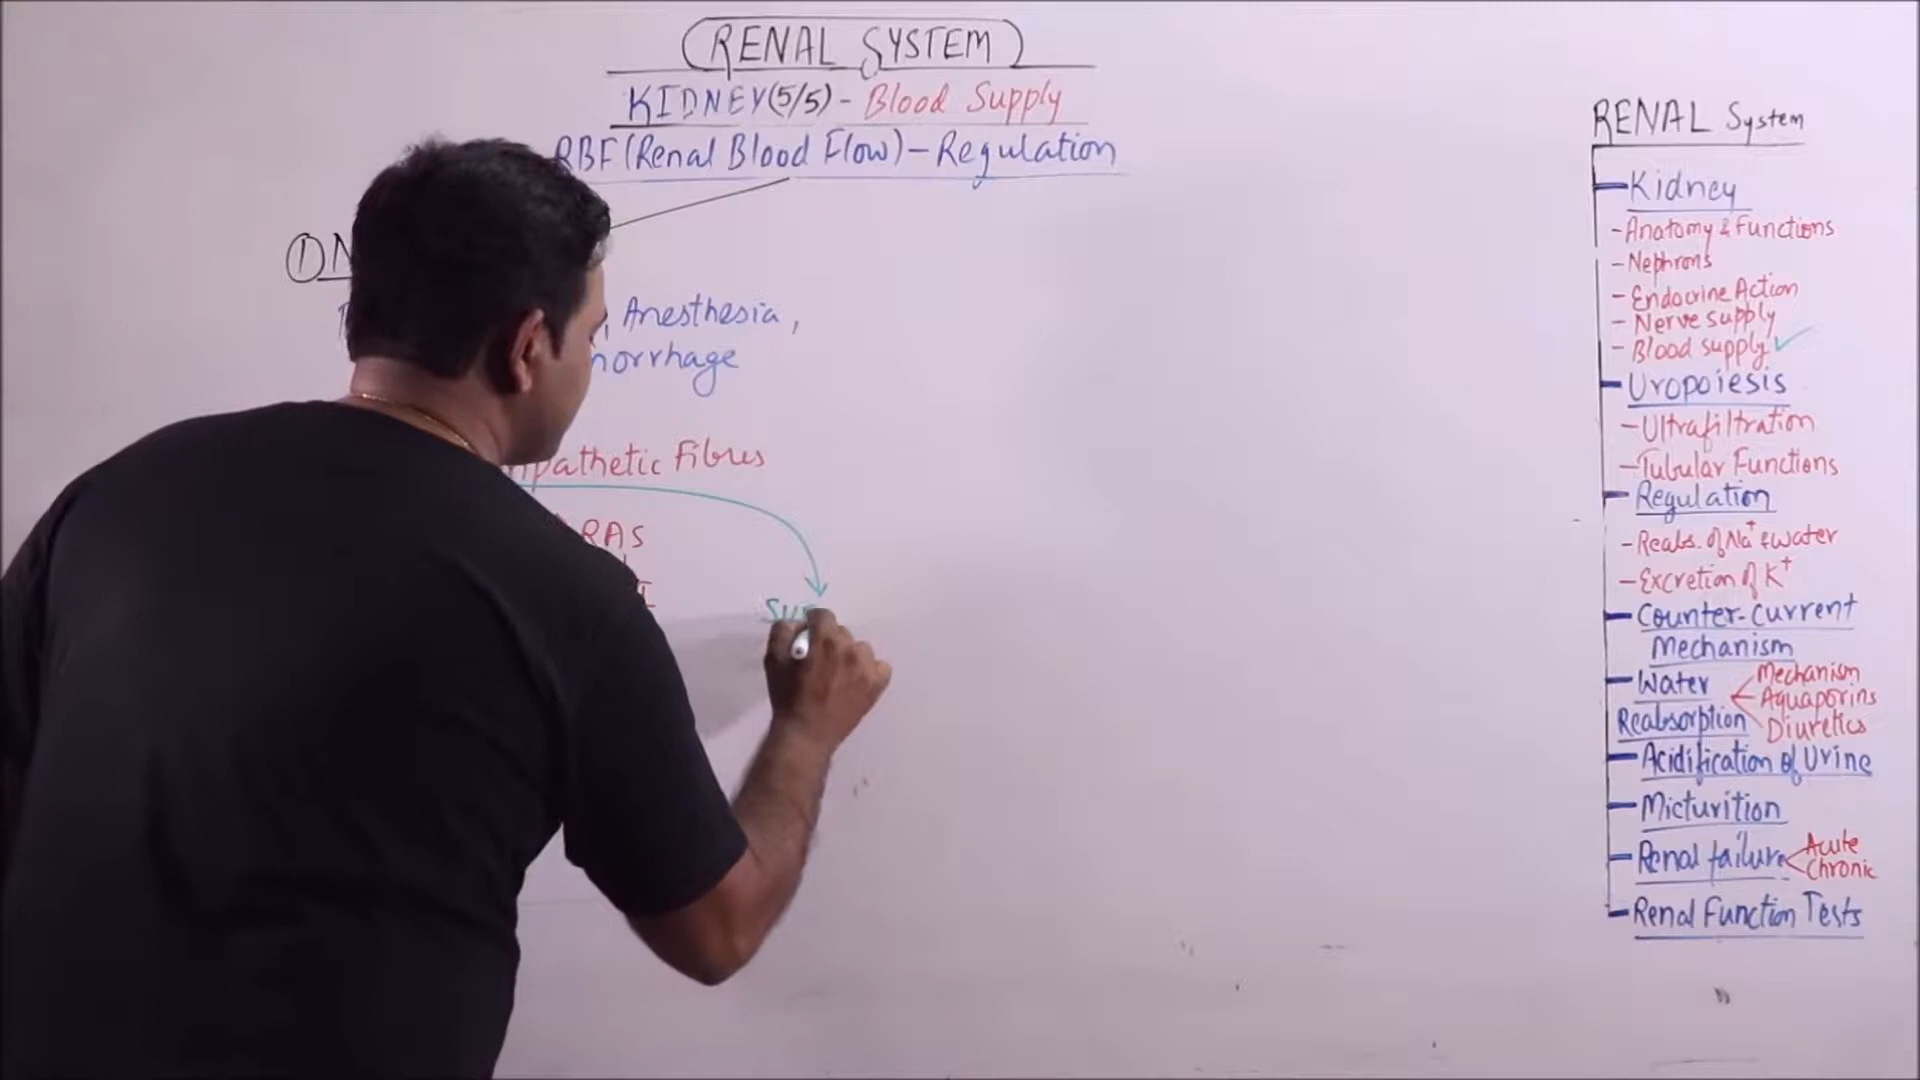 RENAL SYSTEM
KIDNEY(5/5) - Blood Supply
RBF (Renal Blood Flow) - Regulation
① N
, Anesthesia ,
norrhage
pathetic Fibres
RAS
RENAL System
Kidney
- Anatomy & Functions
- Nephrons
- Endocrine Action
- Nerve supply
- Blood supply ✓
Uropoiesis
- Ultrafiltration
- Tubular Functions
Regulation
- Reabs. of Na⁺ & water
- Excretion of K⁺
Counter-current
Mechanism
Water
Reabsorption
Mechanism
Aquaporins
Diuretics
Acidification of Urine
Micturition
Renal failure
Acute
Chronic
Renal Function Tests